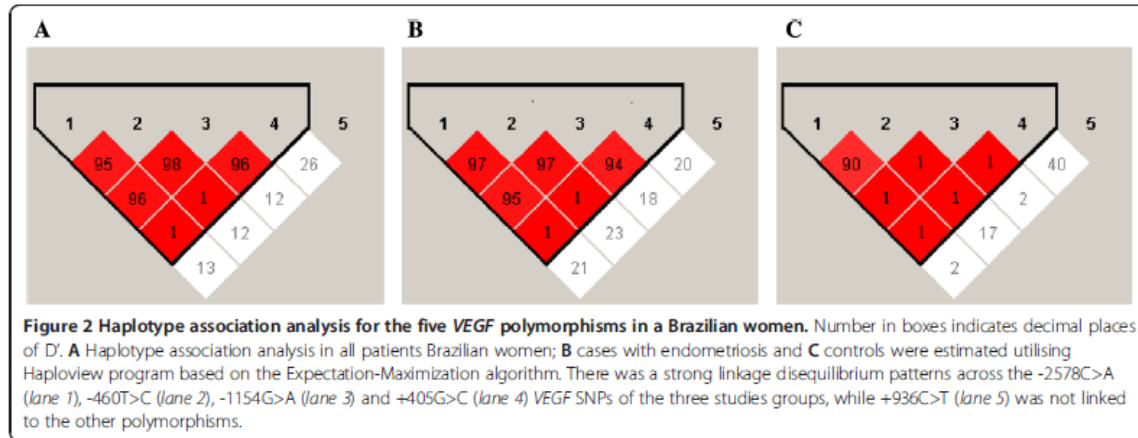 A B C
1 2 3 4 5 1 2 3 4 5 1 2 3 4 5
95 98 96 26 97 97 94 20 90 1 1 40
96 1 12 95 1 18 1 1 2
1 12 1 23 1 17
13 21 2
Figure 2 Haplotype association analysis for the five VEGF polymorphisms in a Brazilian women. Number in boxes indicates decimal places
of D'. A Haplotype association analysis in all patients Brazilian women; B cases with endometriosis and C controls were estimated utilising
Haploview program based on the Expectation-Maximization algorithm. There was a strong linkage disequilibrium patterns across the -2578C>A
(lane 1), -460T>C (lane 2), -1154G>A (lane 3) and +405G>C (lane 4) VEGF SNPs of the three studies groups, while +936C>T (lane 5) was not linked
to the other polymorphisms.